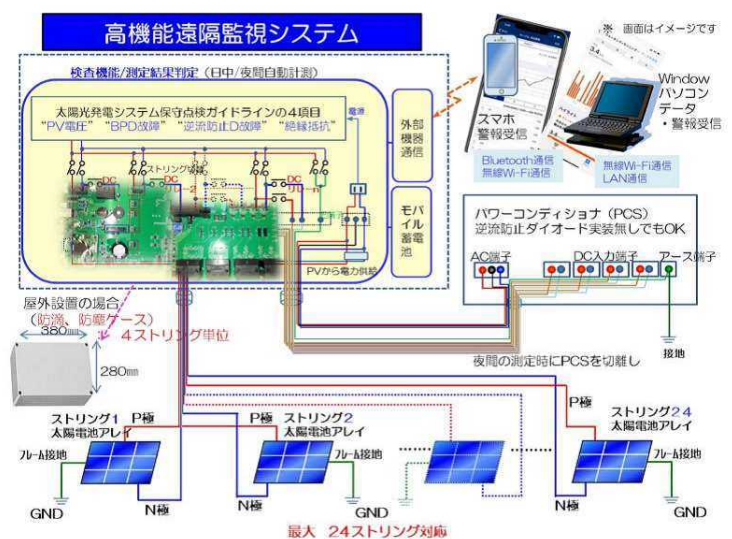 高機能遠隔監視システム
画面はイメージです
検査機能/測定結果判定（日中/夜間自動計測）
太陽光発電システム保守点検ガイドラインの4項目
“PV電圧” “BPD故障” “逆流防止D故障” “絶縁抵抗”
電源
外部
機器
通信
スマホ
警報受信
Bluetooth通信
無線Wi-Fi通信
Window
パソコン
データ
・警報受信
無線Wi-Fi通信
LAN通信
ストリング
DC
DC
DC
モバ
イル
蓄電
池
PVから電力供給
パワーコンディショナ（PCS）
逆流防止ダイオード実装無しでもOK
AC端子
DC入力端子
アース端子
接地
夜間の測定時にPCSを切離し
屋外設置の場合
（防滴、防塵ケース）
380㎜
4ストリング単位
280㎜
ストリング1
太陽電池アレイ
P極
フレーム接地
N極
GND
P極
ストリング2
太陽電池アレイ
フレーム接地
N極
GND
P極
ストリング24
太陽電池アレイ
フレーム接地
N極
GND
最大 24ストリング対応